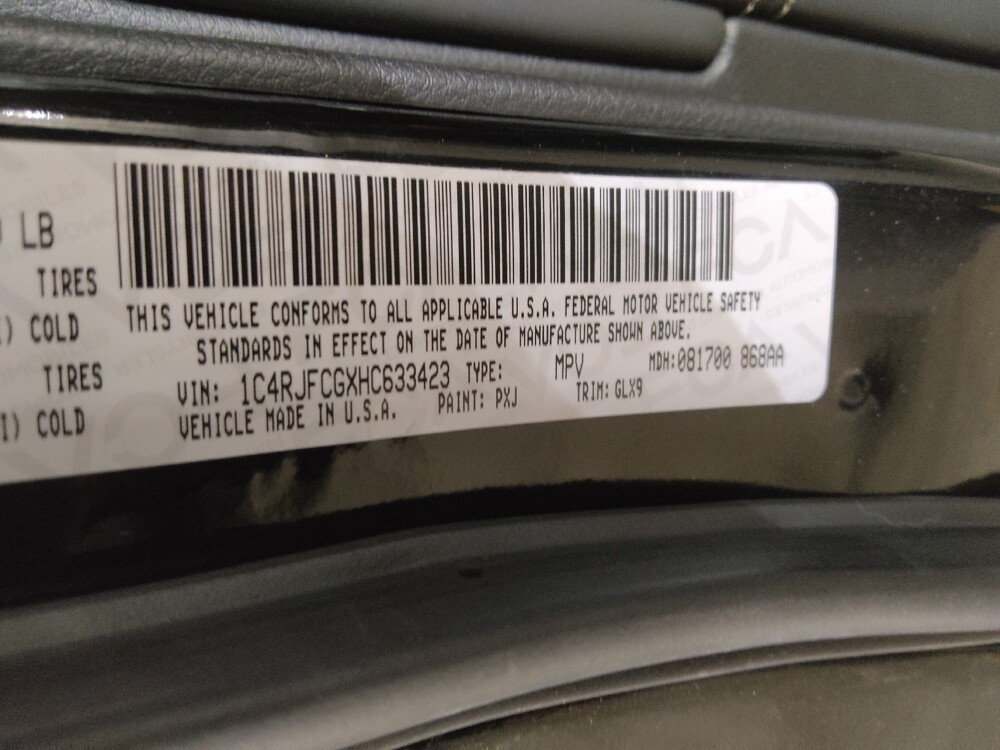 LB
TIRES
COLD
TIRES
COLD
THIS VEHICLE CONFORMS TO ALL APPLICABLE U.S.A. FEDERAL MOTOR VEHICLE SAFETY
STANDARDS IN EFFECT ON THE DATE OF MANUFACTURE SHOWN ABOVE.
VIN: 1C4RJFCGXHC633423 TYPE: MPV MDH:081700 868AA
VEHICLE MADE IN U.S.A. PAINT: PXJ TRIM: GLX9